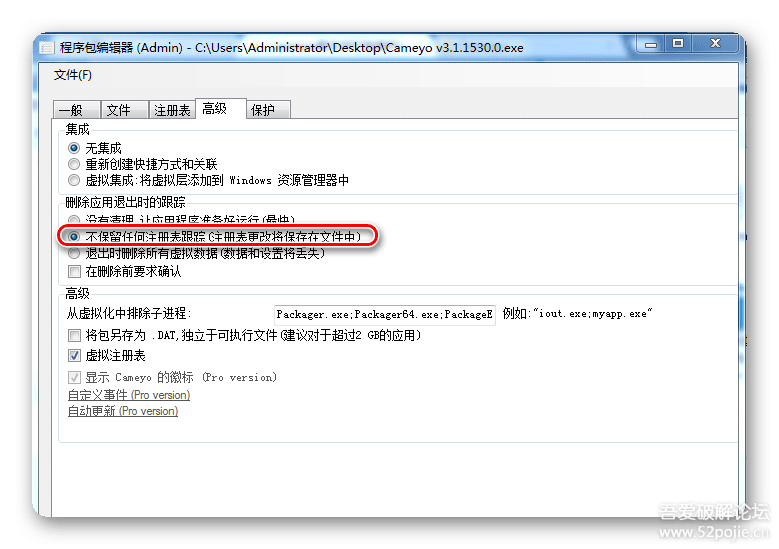 程序包编辑器 (Admin) - C:\Users\Administrator\Desktop\Cameyo v3.1.1530.0.exe
文件(F)
一般 文件 注册表 高级 保护
集成
无集成
重新创建快捷方式和关联
虚拟集成:将虚拟层添加到 Windows 资源管理器中
删除应用退出时的跟踪
没有清理,让应用程序准备好运行(最快)
不保留任何注册表跟踪(注册表更改将保存在文件中)
退出时删除所有虚拟数据(数据和设置将丢失)
在删除前要求确认
高级
从虚拟化中排除子进程: Packager.exe;Packager64.exe;PackageE 例如:"iout.exe;myapp.exe"
将包另存为 .DAT,独立于可执行文件(建议对于超过2 GB的应用)
虚拟注册表
显示 Cameyo 的徽标 (Pro version)
自定义事件 (Pro version)
自动更新 (Pro version)
吾爱破解论坛
www.52pojie.cn